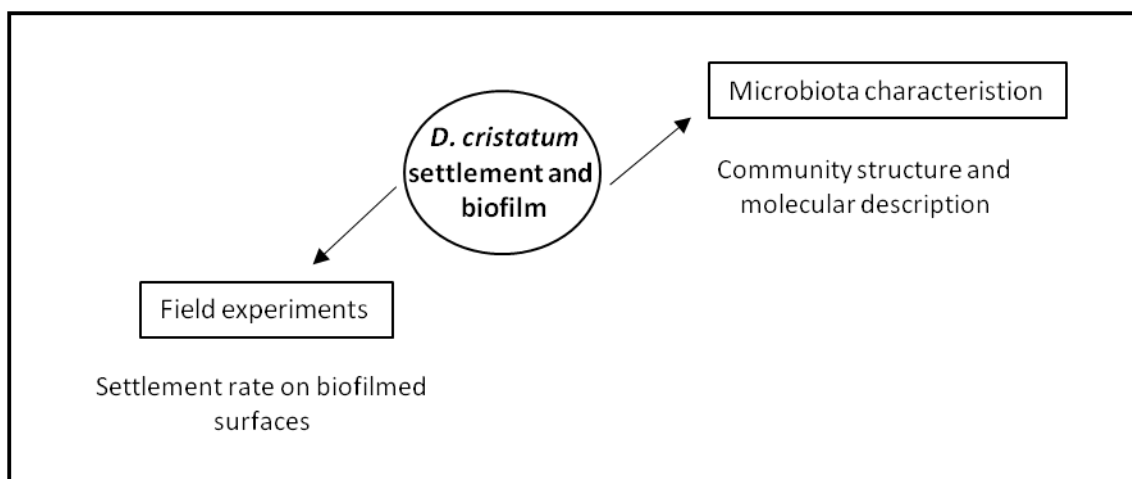 D. cristatum
settlement and
biofilm
Microbiota characteristion
Community structure and
molecular description
Field experiments
Settlement rate on biofilmed
surfaces